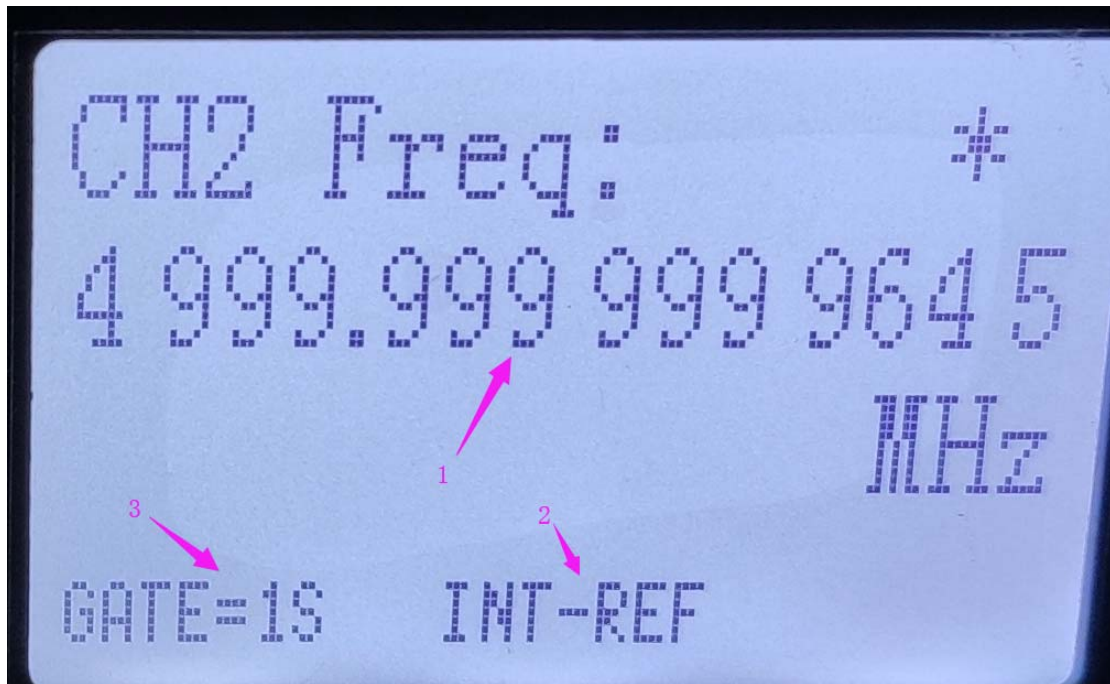 CH2 Freq: *
4 999.999 999 964 5
MHz
1
3
2
GATE=1S INT-REF